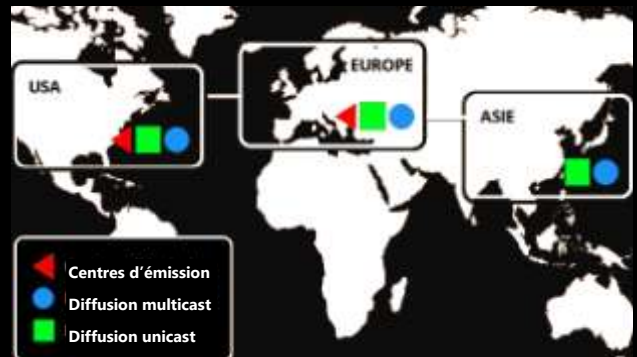 USA
EUROPE
ASIE
Centres d'émission
Diffusion multicast
Diffusion unicast